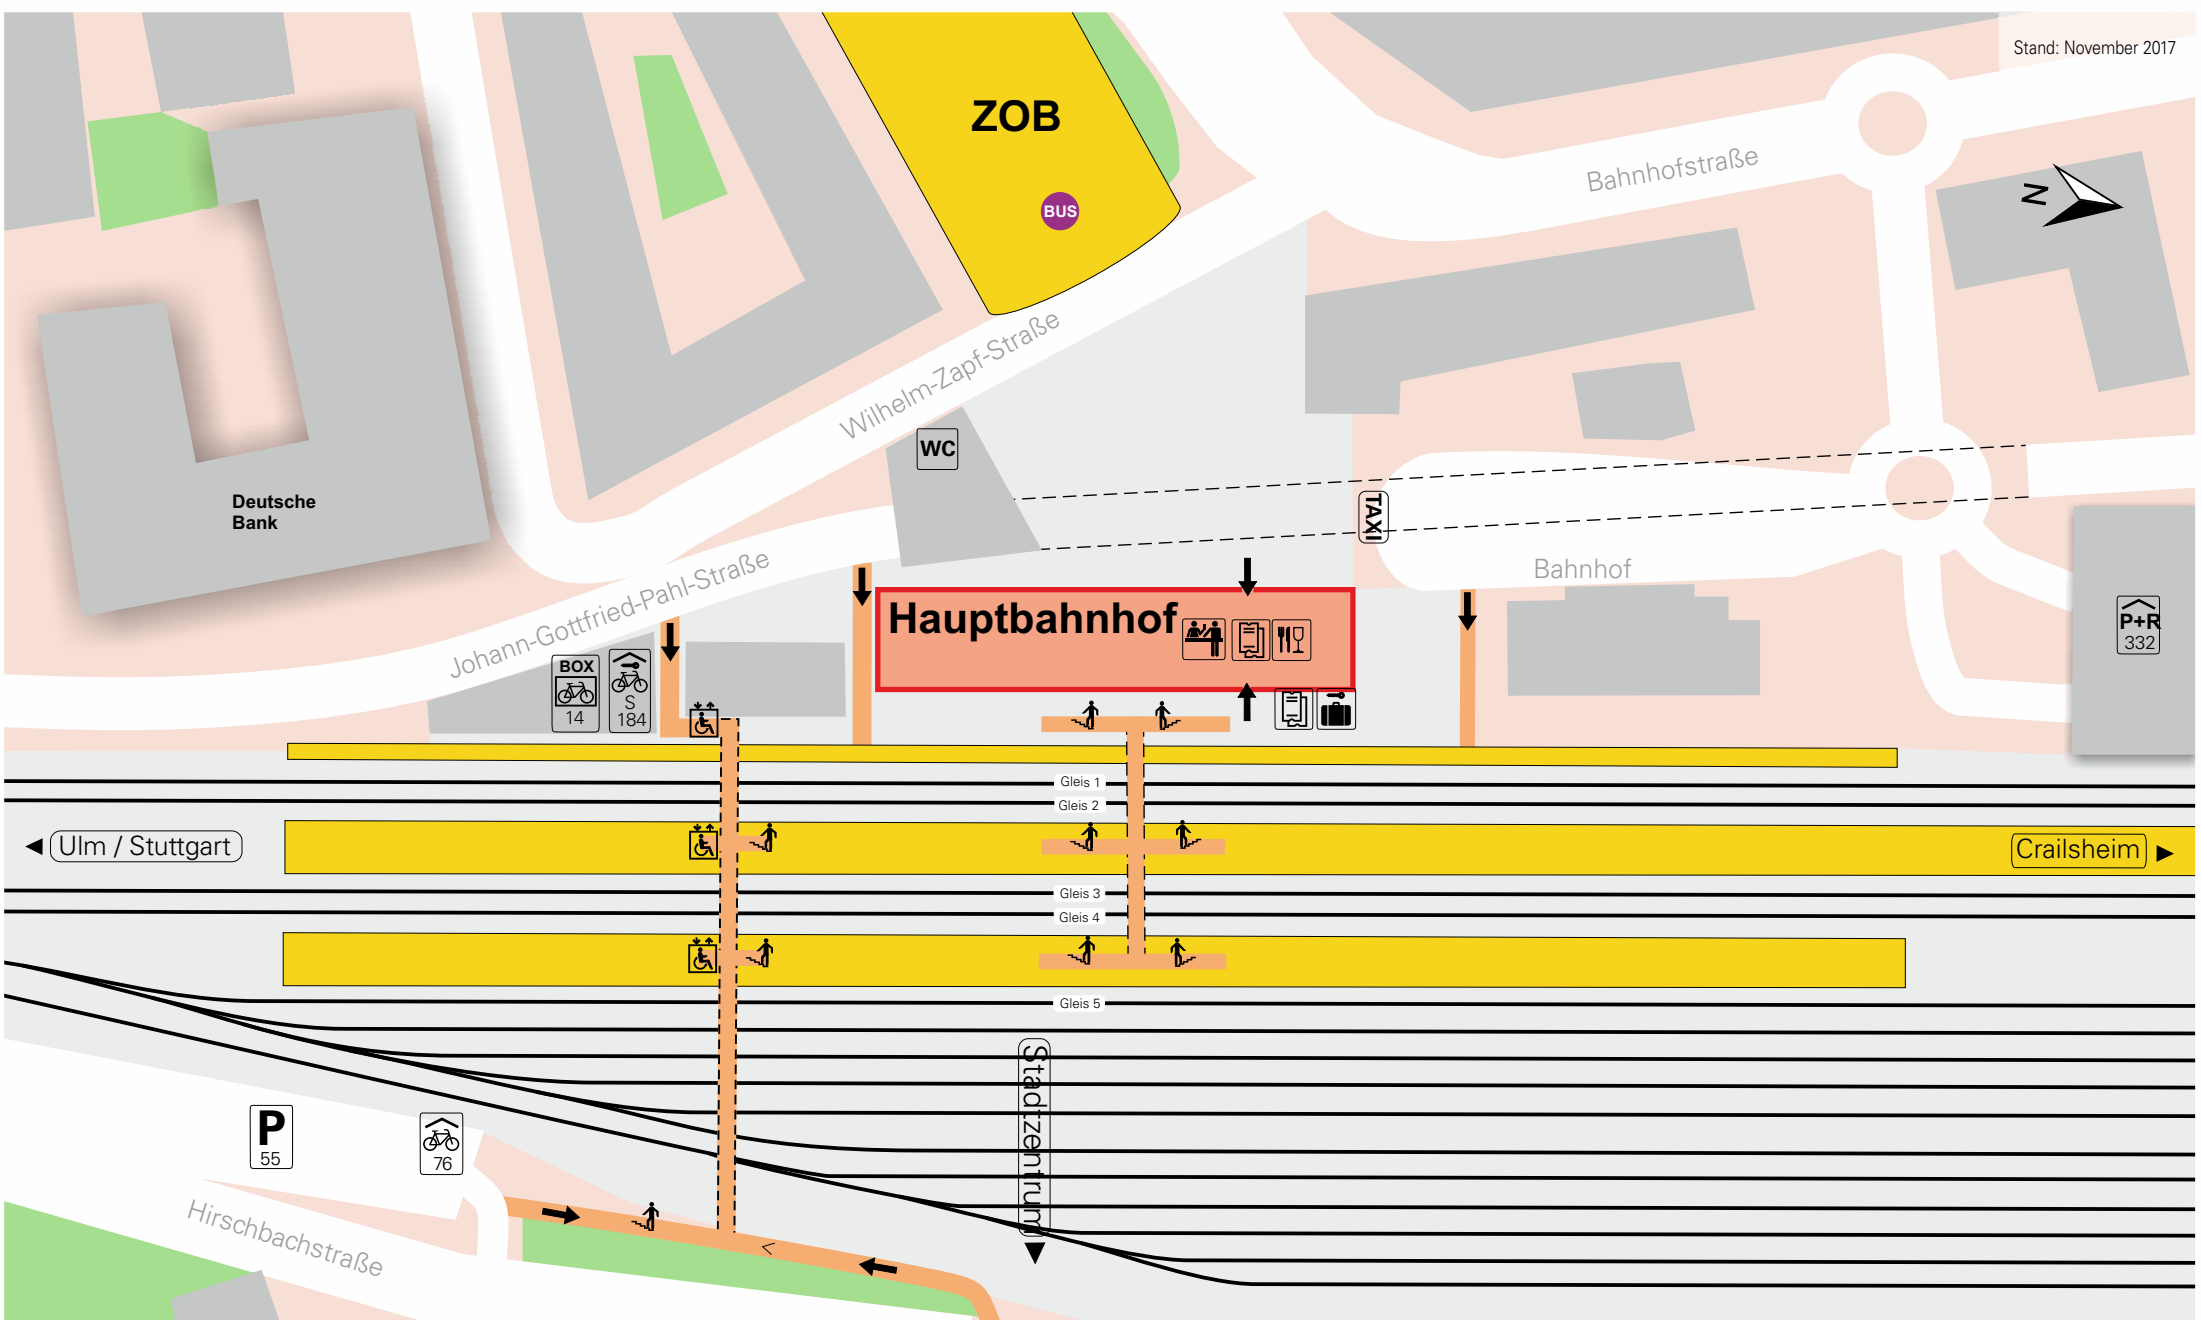 Stand: November 2017
ZOB
BUS
Bahnhofstraße
N
Wilhelm-Zapf-Straße
WC
Deutsche
Bank
TAXI
Bahnhof
Johann-Gottfried-Pahl-Straße
Hauptbahnhof
P+R
332
BOX
14
S
184
Gleis 1
Gleis 2
Ulm / Stuttgart
Crailsheim
Gleis 3
Gleis 4
Gleis 5
Stadtzentrum
P
55
76
Hirschbachstraße